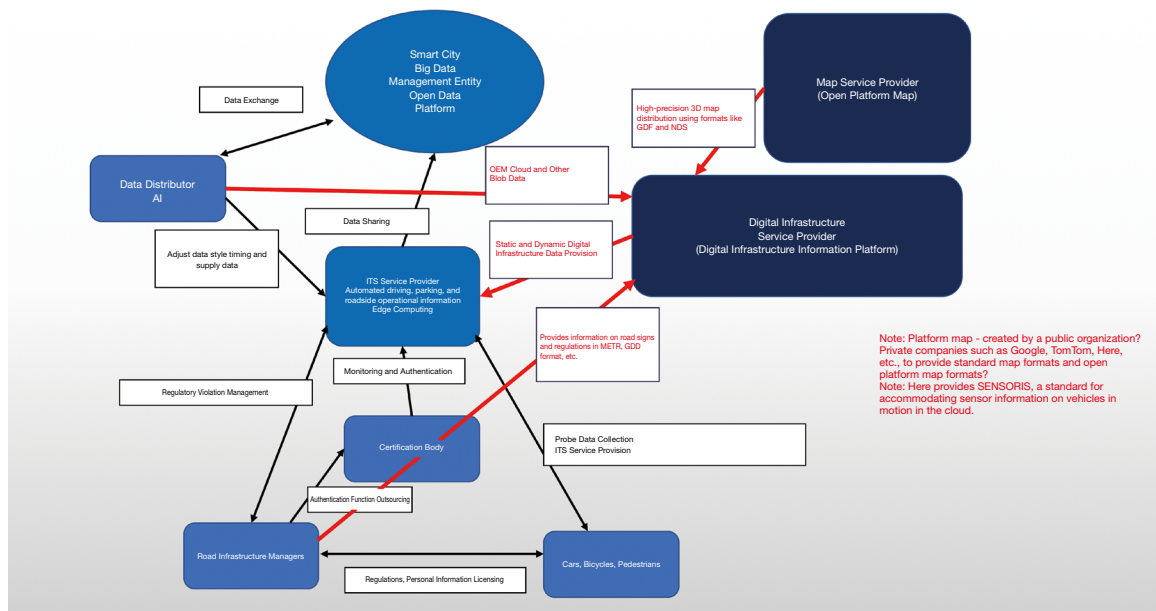 Smart City
Big Data
Management Entity
Open Data
Platform
Map Service Provider
(Open Platform Map)
Data Exchange
High-precision 3D map
distribution using formats like
GDF and NDS
Data Distributor
AI
OEM Cloud and Other
Blob Data
Data Sharing
Digital Infrastructure
Service Provider
(Digital Infrastructure Information Platform)
Adjust data style timing and
supply data
Static and Dynamic Digital
Infrastructure Data Provision
ITS Service Provider
Automated driving, parking, and
roadside operational information
Edge Computing
Provides information on road signs
and regulations in METR, GDD
format, etc.
Note: Platform map - created by a public organization?
Private companies such as Google, TomTom, Here,
etc., to provide standard map formats and open
platform map formats?
Note: Here provides SENSORIS, a standard for
accommodating sensor information on vehicles in
motion in the cloud.
Monitoring and Authentication
Regulatory Violation Management
Certification Body
Probe Data Collection
ITS Service Provision
Authentication Function Outsourcing
Road Infrastructure Managers
Cars, Bicycles, Pedestrians
Regulations, Personal Information Licensing